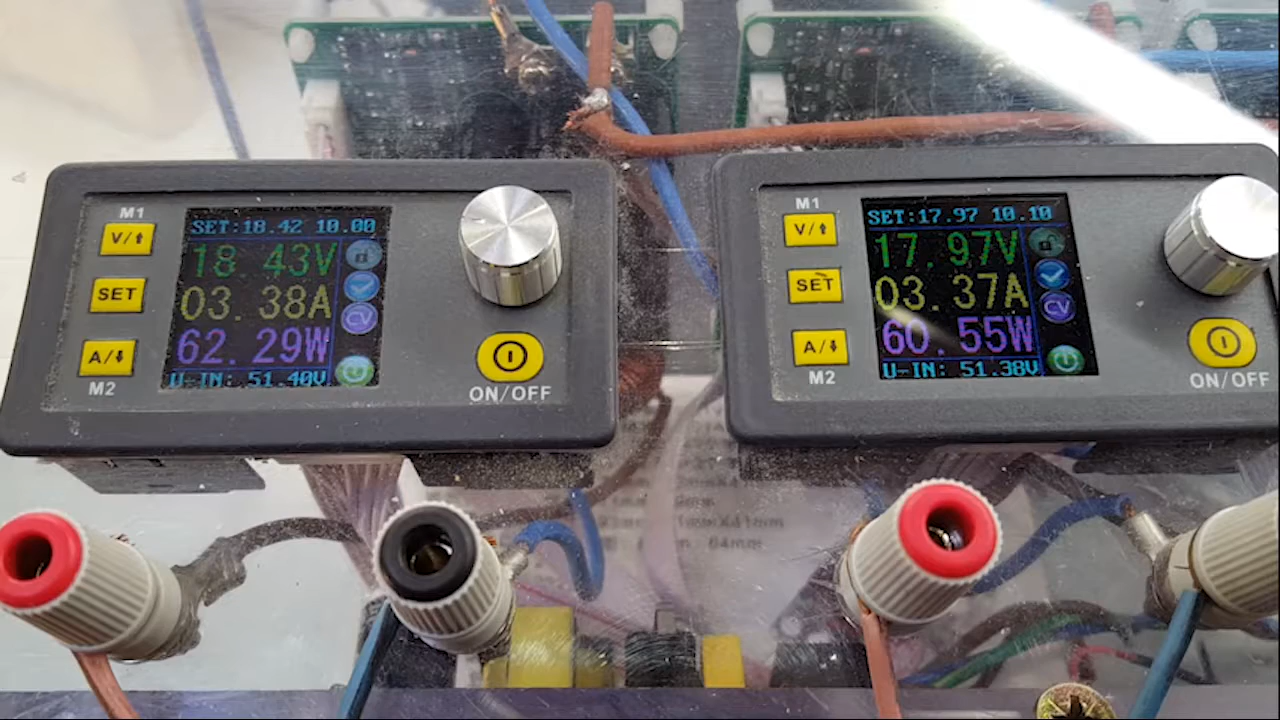 M1
V/⬆
SET
A/⬇
M2
SET:18.42 10.00
18.43V
03.38A
62.29W
U-IN: 51.40V
CV
ON/OFF
M1
V/⬆
SET
A/⬇
M2
SET:17.97 10.10
17.97V
03.37A
60.55W
U-IN: 51.38V
CV
ON/OFF